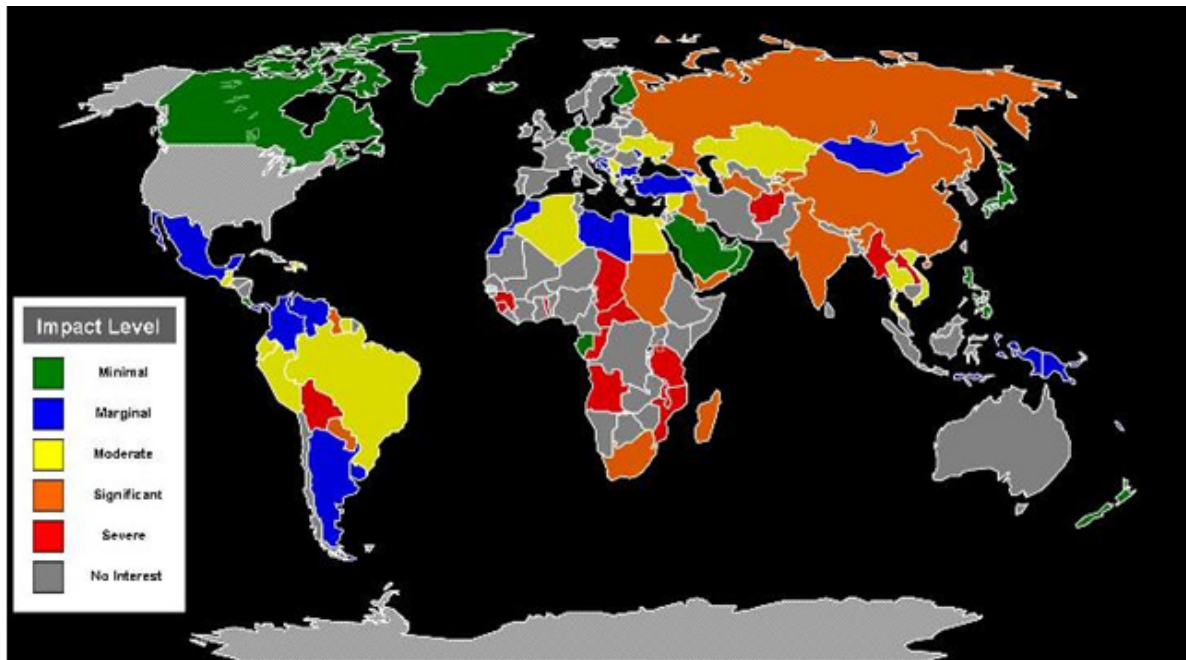 Impact Level
Minimal
Marginal
Moderate
Significant
Severe
No Interest